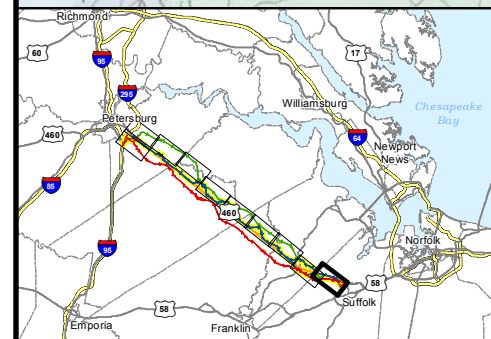 Richmond
60
95
17
295
Williamsburg
Chesapeake
Bay
Petersburg
460
64
Newport
News
85
460
95
Norfolk
58
Suffolk
58
Emporia
Franklin